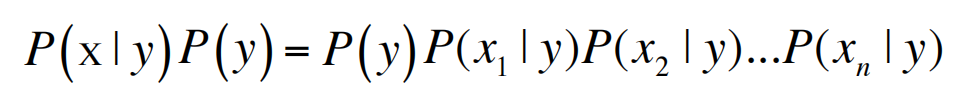 P(x | y)P(y) = P(y)P(x₁ | y)P(x₂ | y)...P(xₙ | y)